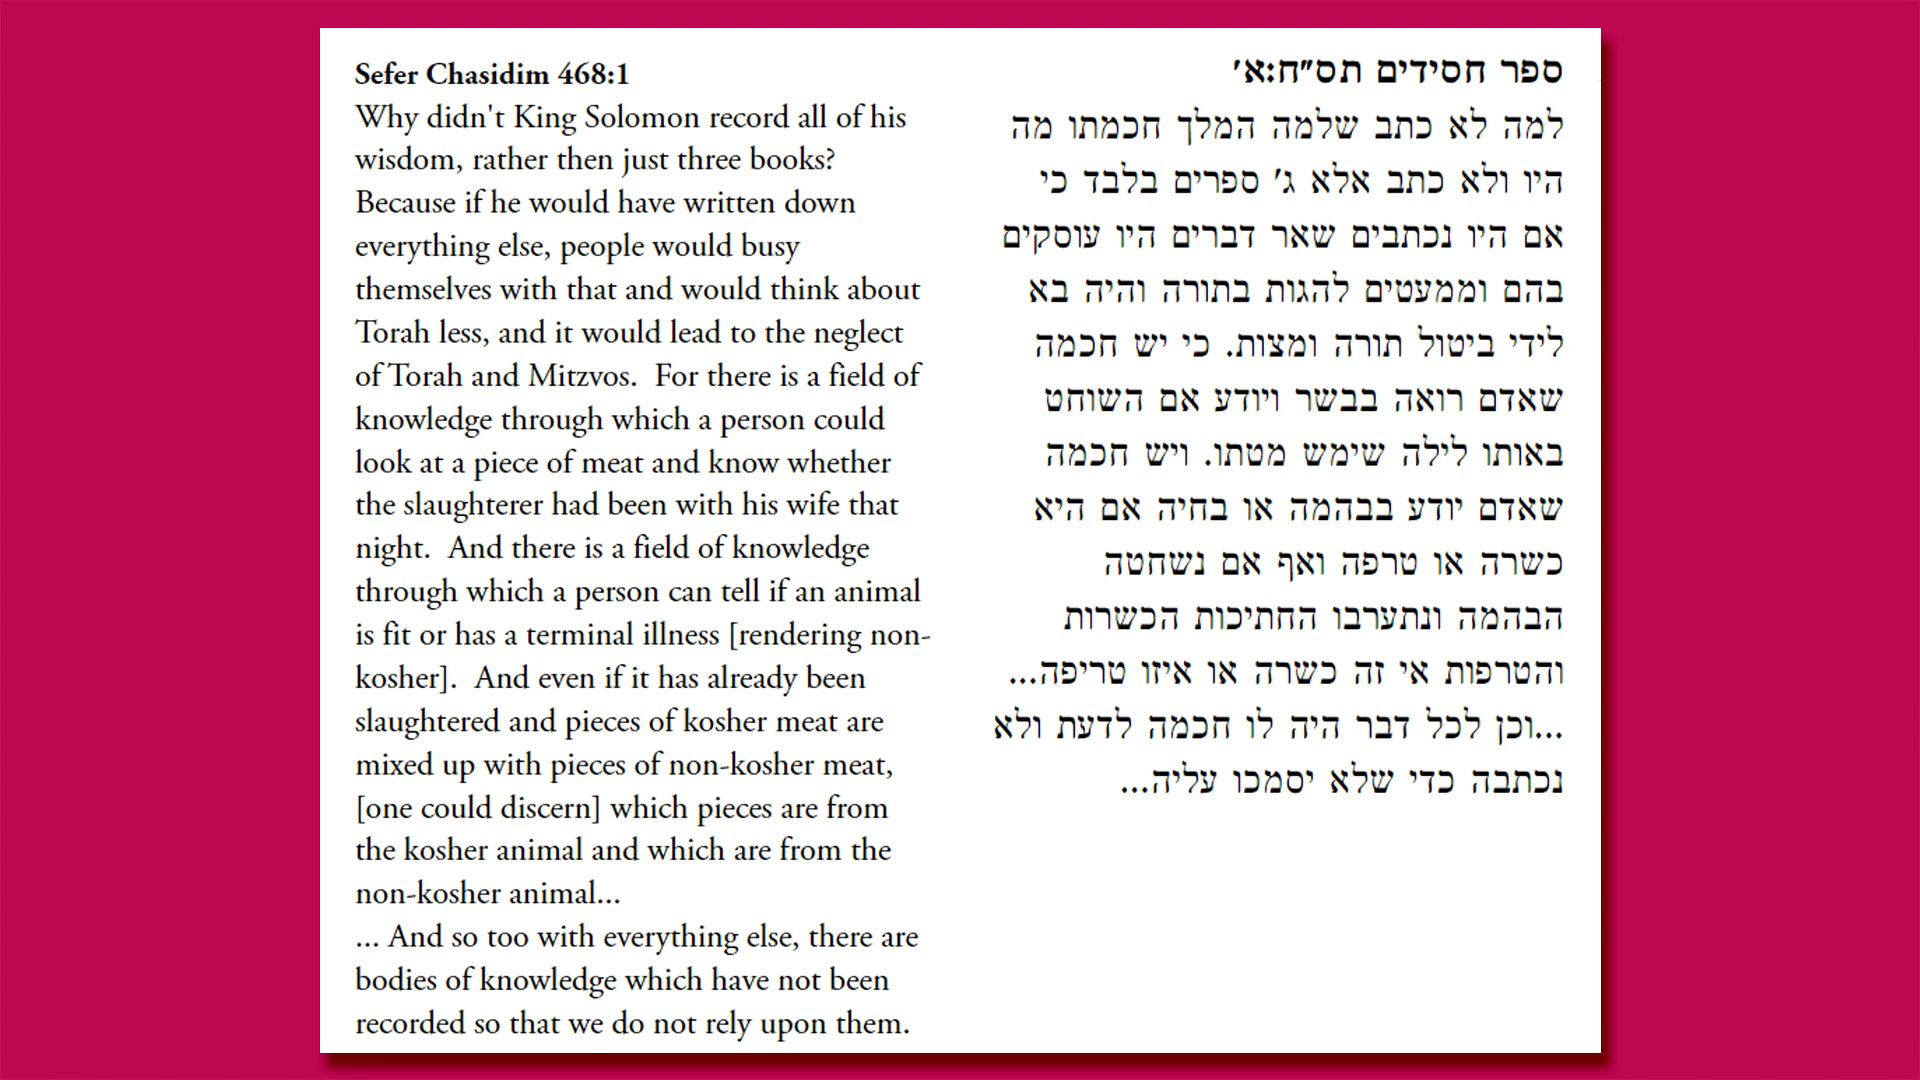 Sefer Chasidim 468:1
Why didn't King Solomon record all of his
wisdom, rather then just three books?
Because if he would have written down
everything else, people would busy
themselves with that and would think about
Torah less, and it would lead to the neglect
of Torah and Mitzvos.  For there is a field of
knowledge through which a person could
look at a piece of meat and know whether
the slaughterer had been with his wife that
night.  And there is a field of knowledge
through which a person can tell if an animal
is fit or has a terminal illness [rendering non-
kosher].  And even if it has already been
slaughtered and pieces of kosher meat are
mixed up with pieces of non-kosher meat,
[one could discern] which pieces are from
the kosher animal and which are from the
non-kosher animal...
... And so too with everything else, there are
bodies of knowledge which have not been
recorded so that we do not rely upon them.
ספר חסידים תס״ח:א׳
למה לא כתב שלמה המלך חכמתו מה
היו ולא כתב אלא ג׳ ספרים בלבד כי
אם היו נכתבים שאר דברים היו עוסקים
בהם וממעטים להגות בתורה והיה בא
לידי ביטול תורה ומצות. כי יש חכמה
שאדם רואה בבשר ויודע אם השוחט
באותו לילה שימש מטתו. ויש חכמה
שאדם יודע בבהמה או בחיה אם היא
כשרה או טרפה ואף אם נשחטה
הבהמה ונתערבו החתיכות הכשרות
והטרפות אי זה כשרה או איזו טריפה...
...וכן לכל דבר היה לו חכמה לדעת ולא
נכתבה כדי שלא יסמכו עליה...